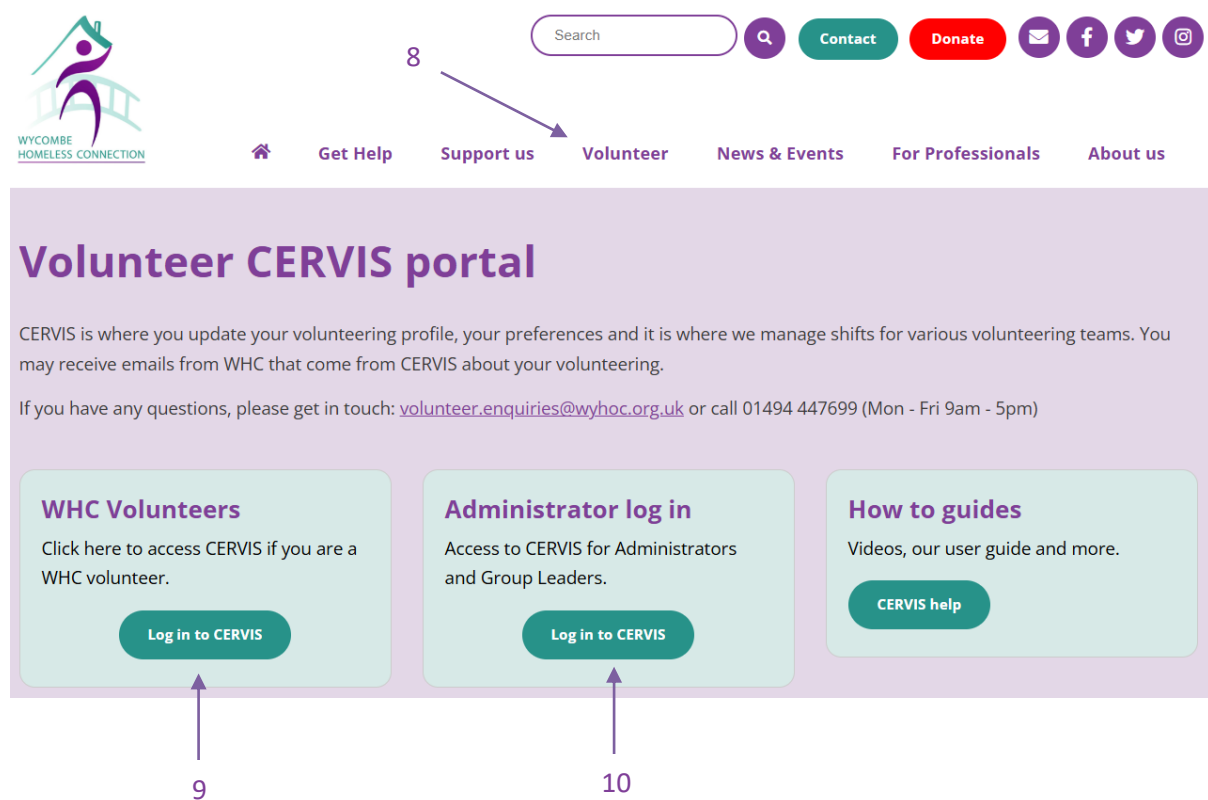 Search
Contact
Donate
8
WYCOMBE
HOMELESS CONNECTION
Get Help
Support us
Volunteer
News & Events
For Professionals
About us
Volunteer CERVIS portal
CERVIS is where you update your volunteering profile, your preferences and it is where we manage shifts for various volunteering teams. You
may receive emails from WHC that come from CERVIS about your volunteering.
If you have any questions, please get in touch: volunteer.enquiries@wyhoc.org.uk or call 01494 447699 (Mon - Fri 9am - 5pm)
WHC Volunteers
Click here to access CERVIS if you are a
WHC volunteer.
Log in to CERVIS
Administrator log in
Access to CERVIS for Administrators
and Group Leaders.
Log in to CERVIS
How to guides
Videos, our user guide and more.
CERVIS help
9
10